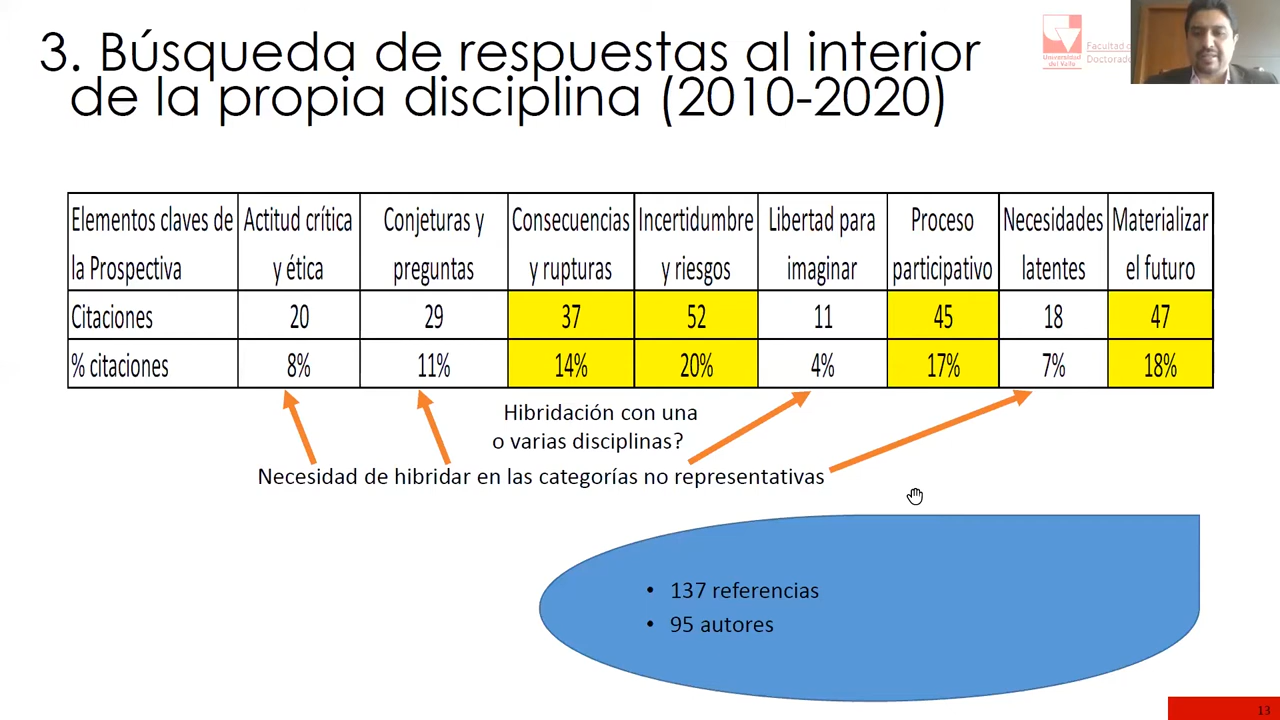 3. Búsqueda de respuestas al interior
de la propia disciplina (2010-2020)
Universidad
del Valle
Facultad d
Doctorado
Elementos claves de la Prospectiva
Actitud crítica y ética
Conjeturas y preguntas
Consecuencias y rupturas
Incertidumbre y riesgos
Libertad para imaginar
Proceso participativo
Necesidades latentes
Materializar el futuro
Citaciones 20 29 37 52 11 45 18 47
% citaciones 8% 11% 14% 20% 4% 17% 7% 18%
Hibridación con una
o varias disciplinas?
Necesidad de hibridar en las categorías no representativas
• 137 referencias
• 95 autores
13